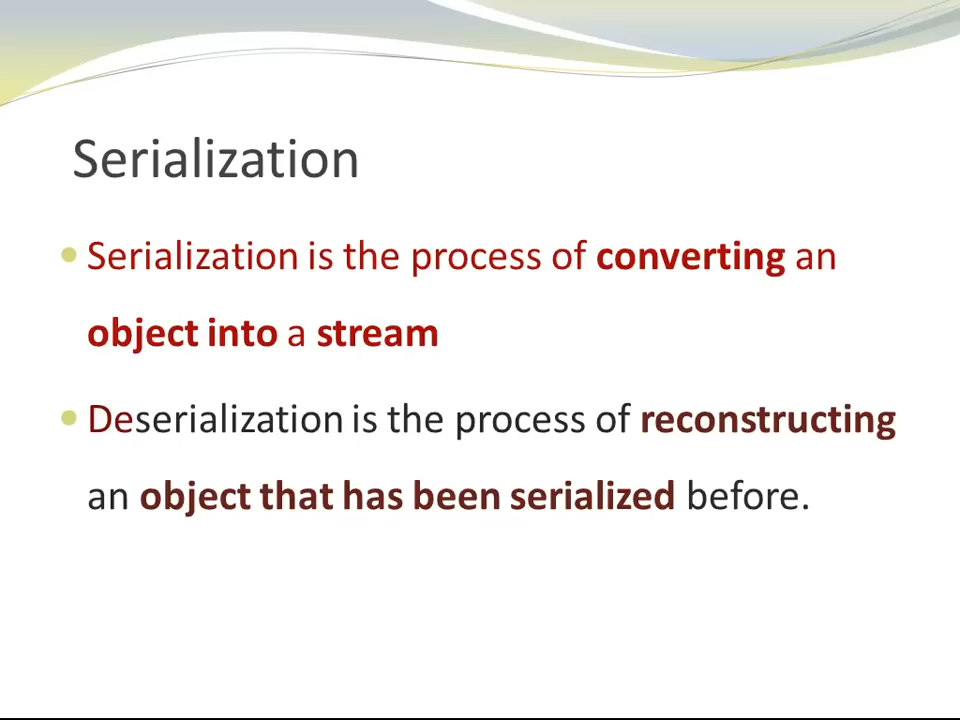 Serialization
Serialization is the process of converting an
object into a stream
Deserialization is the process of reconstructing
an object that has been serialized before.